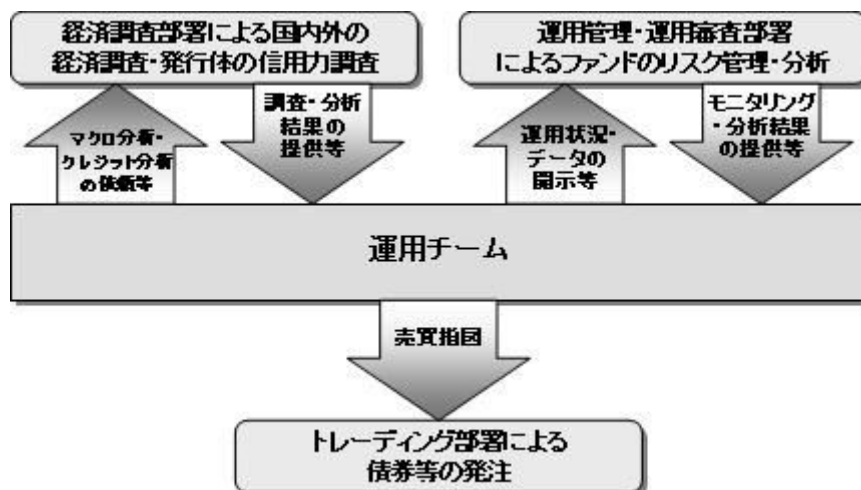 経済調査部署による国内外の
経済調査・発行体の信用力調査
運用管理・運用審査部署
によるファンドのリスク管理・分析
マクロ分析・
クレジット分析
の依頼等
調査・分析
結果の
提供等
運用状況・
データの
開示等
モニタリング
・分析結果
の提供等
運用チーム
売買指図
トレーディング部署による
債券等の発注